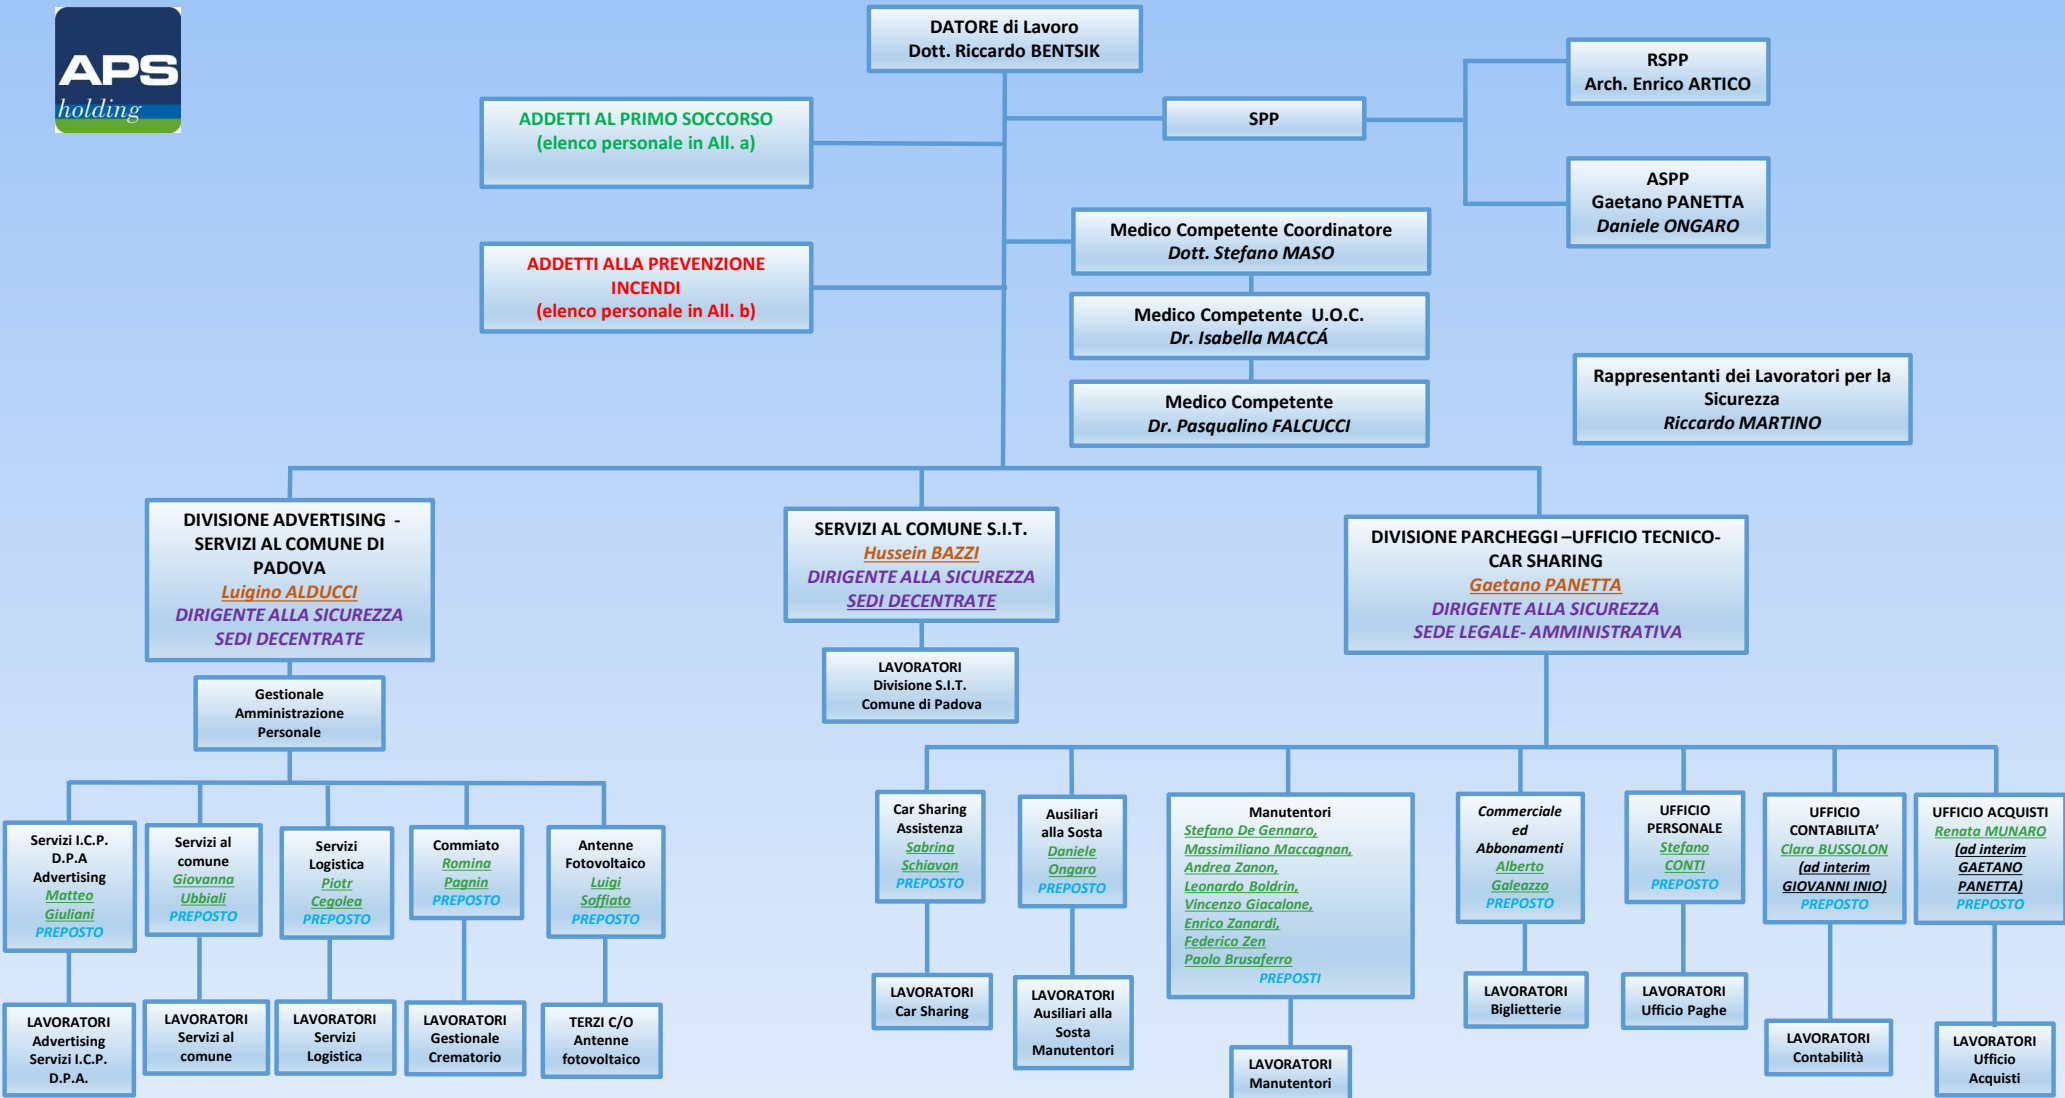 APS
holding
DATORE di Lavoro
Dott. Riccardo BENTSIK
ADDETTI AL PRIMO SOCCORSO
(elenco personale in All. a)
SPP
RSPP
Arch. Enrico ARTICO
ASPP
Gaetano PANETTA
Daniele ONGARO
ADDETTI ALLA PREVENZIONE
INCENDI
(elenco personale in All. b)
Medico Competente Coordinatore
Dott. Stefano MASO
Medico Competente  U.O.C.
Dr. Isabella MACCÁ
Medico Competente
Dr. Pasqualino FALCUCCI
Rappresentanti dei Lavoratori per la
Sicurezza
Riccardo MARTINO
DIVISIONE ADVERTISING  -
SERVIZI AL COMUNE DI
PADOVA
Luigino ALDUCCI
DIRIGENTE ALLA SICUREZZA
SEDI DECENTRATE
SERVIZI AL COMUNE S.I.T.
Hussein BAZZI
DIRIGENTE ALLA SICUREZZA
SEDI DECENTRATE
DIVISIONE PARCHEGGI –UFFICIO TECNICO-
CAR SHARING
Gaetano PANETTA
DIRIGENTE ALLA SICUREZZA
SEDE LEGALE- AMMINISTRATIVA
Gestionale
Amministrazione
Personale
LAVORATORI
Divisione S.I.T.
Comune di Padova
Servizi I.C.P.
D.P.A
Advertising
Matteo
Giuliani
PREPOSTO
Servizi al
comune
Giovanna
Ubbiali
PREPOSTO
Servizi
Logistica
Piotr
Cegolea
PREPOSTO
Commiato
Romina
Pagnin
PREPOSTO
Antenne
Fotovoltaico
Luigi
Soffiato
PREPOSTO
Car Sharing
Assistenza
Sabrina
Schiavon
PREPOSTO
Ausiliari
alla Sosta
Daniele
Ongaro
PREPOSTO
Manutentori
Stefano De Gennaro,
Massimiliano Maccagnan,
Andrea Zanon,
Leonardo Boldrin,
Vincenzo Giacalone,
Enrico Zanardi,
Federico Zen
Paolo Brusaferro
PREPOSTI
Commerciale
ed
Abbonamenti
Alberto
Galeazzo
PREPOSTO
UFFICIO
PERSONALE
Stefano
CONTI
PREPOSTO
UFFICIO
CONTABILITA’
Clara BUSSOLON
(ad interim
GIOVANNI INIO)
PREPOSTO
UFFICIO ACQUISTI
Renata MUNARO
(ad interim
GAETANO
PANETTA)
PREPOSTO
LAVORATORI
Advertising
Servizi I.C.P.
D.P.A.
LAVORATORI
Servizi al
comune
LAVORATORI
Servizi
Logistica
LAVORATORI
Gestionale
Crematorio
TERZI C/O
Antenne
fotovoltaico
LAVORATORI
Car Sharing
LAVORATORI
Ausiliari alla
Sosta
Manutentori
LAVORATORI
Manutentori
LAVORATORI
Biglietterie
LAVORATORI
Ufficio Paghe
LAVORATORI
Contabilità
LAVORATORI
Ufficio
Acquisti